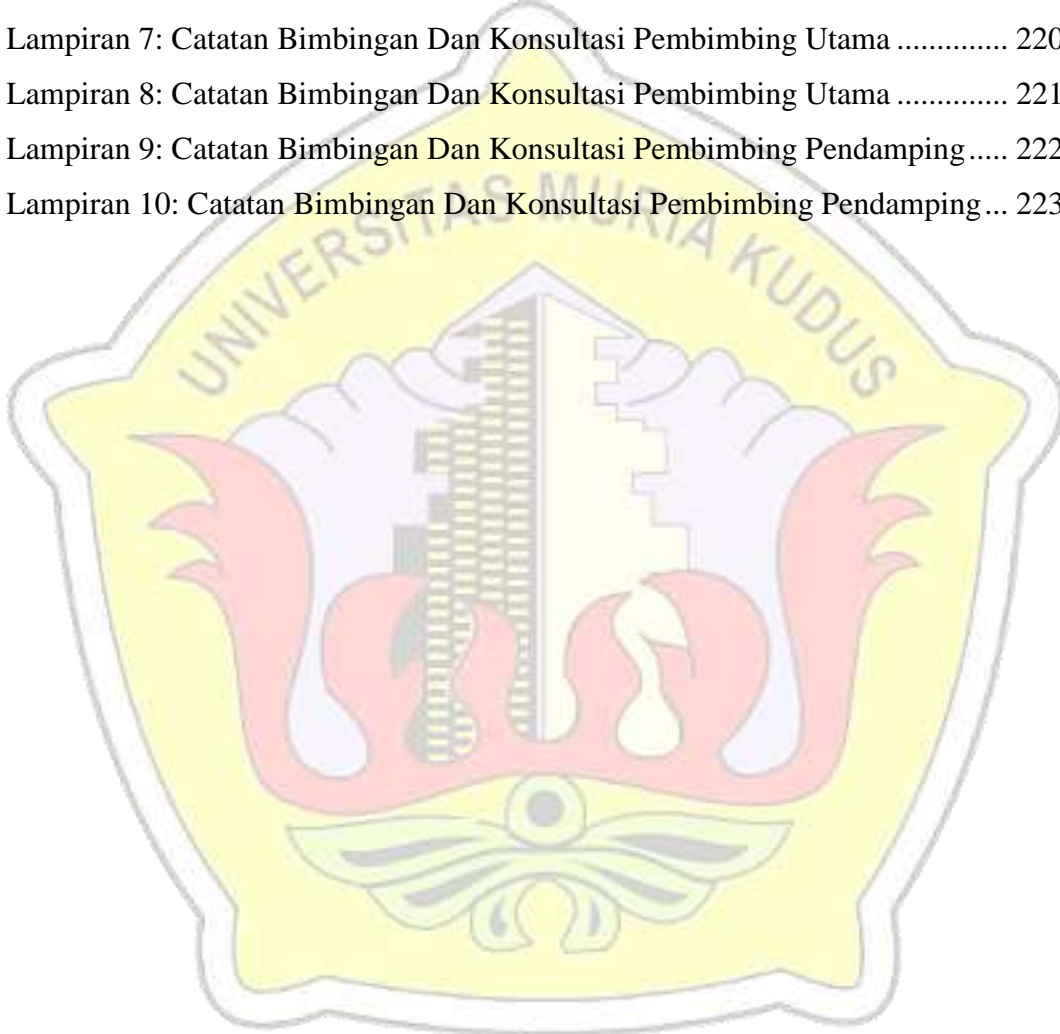 Lampiran 7: Catatan Bimbingan Dan Konsultasi Pembimbing Utama .............. 220
Lampiran 8: Catatan Bimbingan Dan Konsultasi Pembimbing Utama .............. 221
Lampiran 9: Catatan Bimbingan Dan Konsultasi Pembimbing Pendamping ..... 222
Lampiran 10: Catatan Bimbingan Dan Konsultasi Pembimbing Pendamping ... 223
UNIVERSITAS MURIA KUDUS